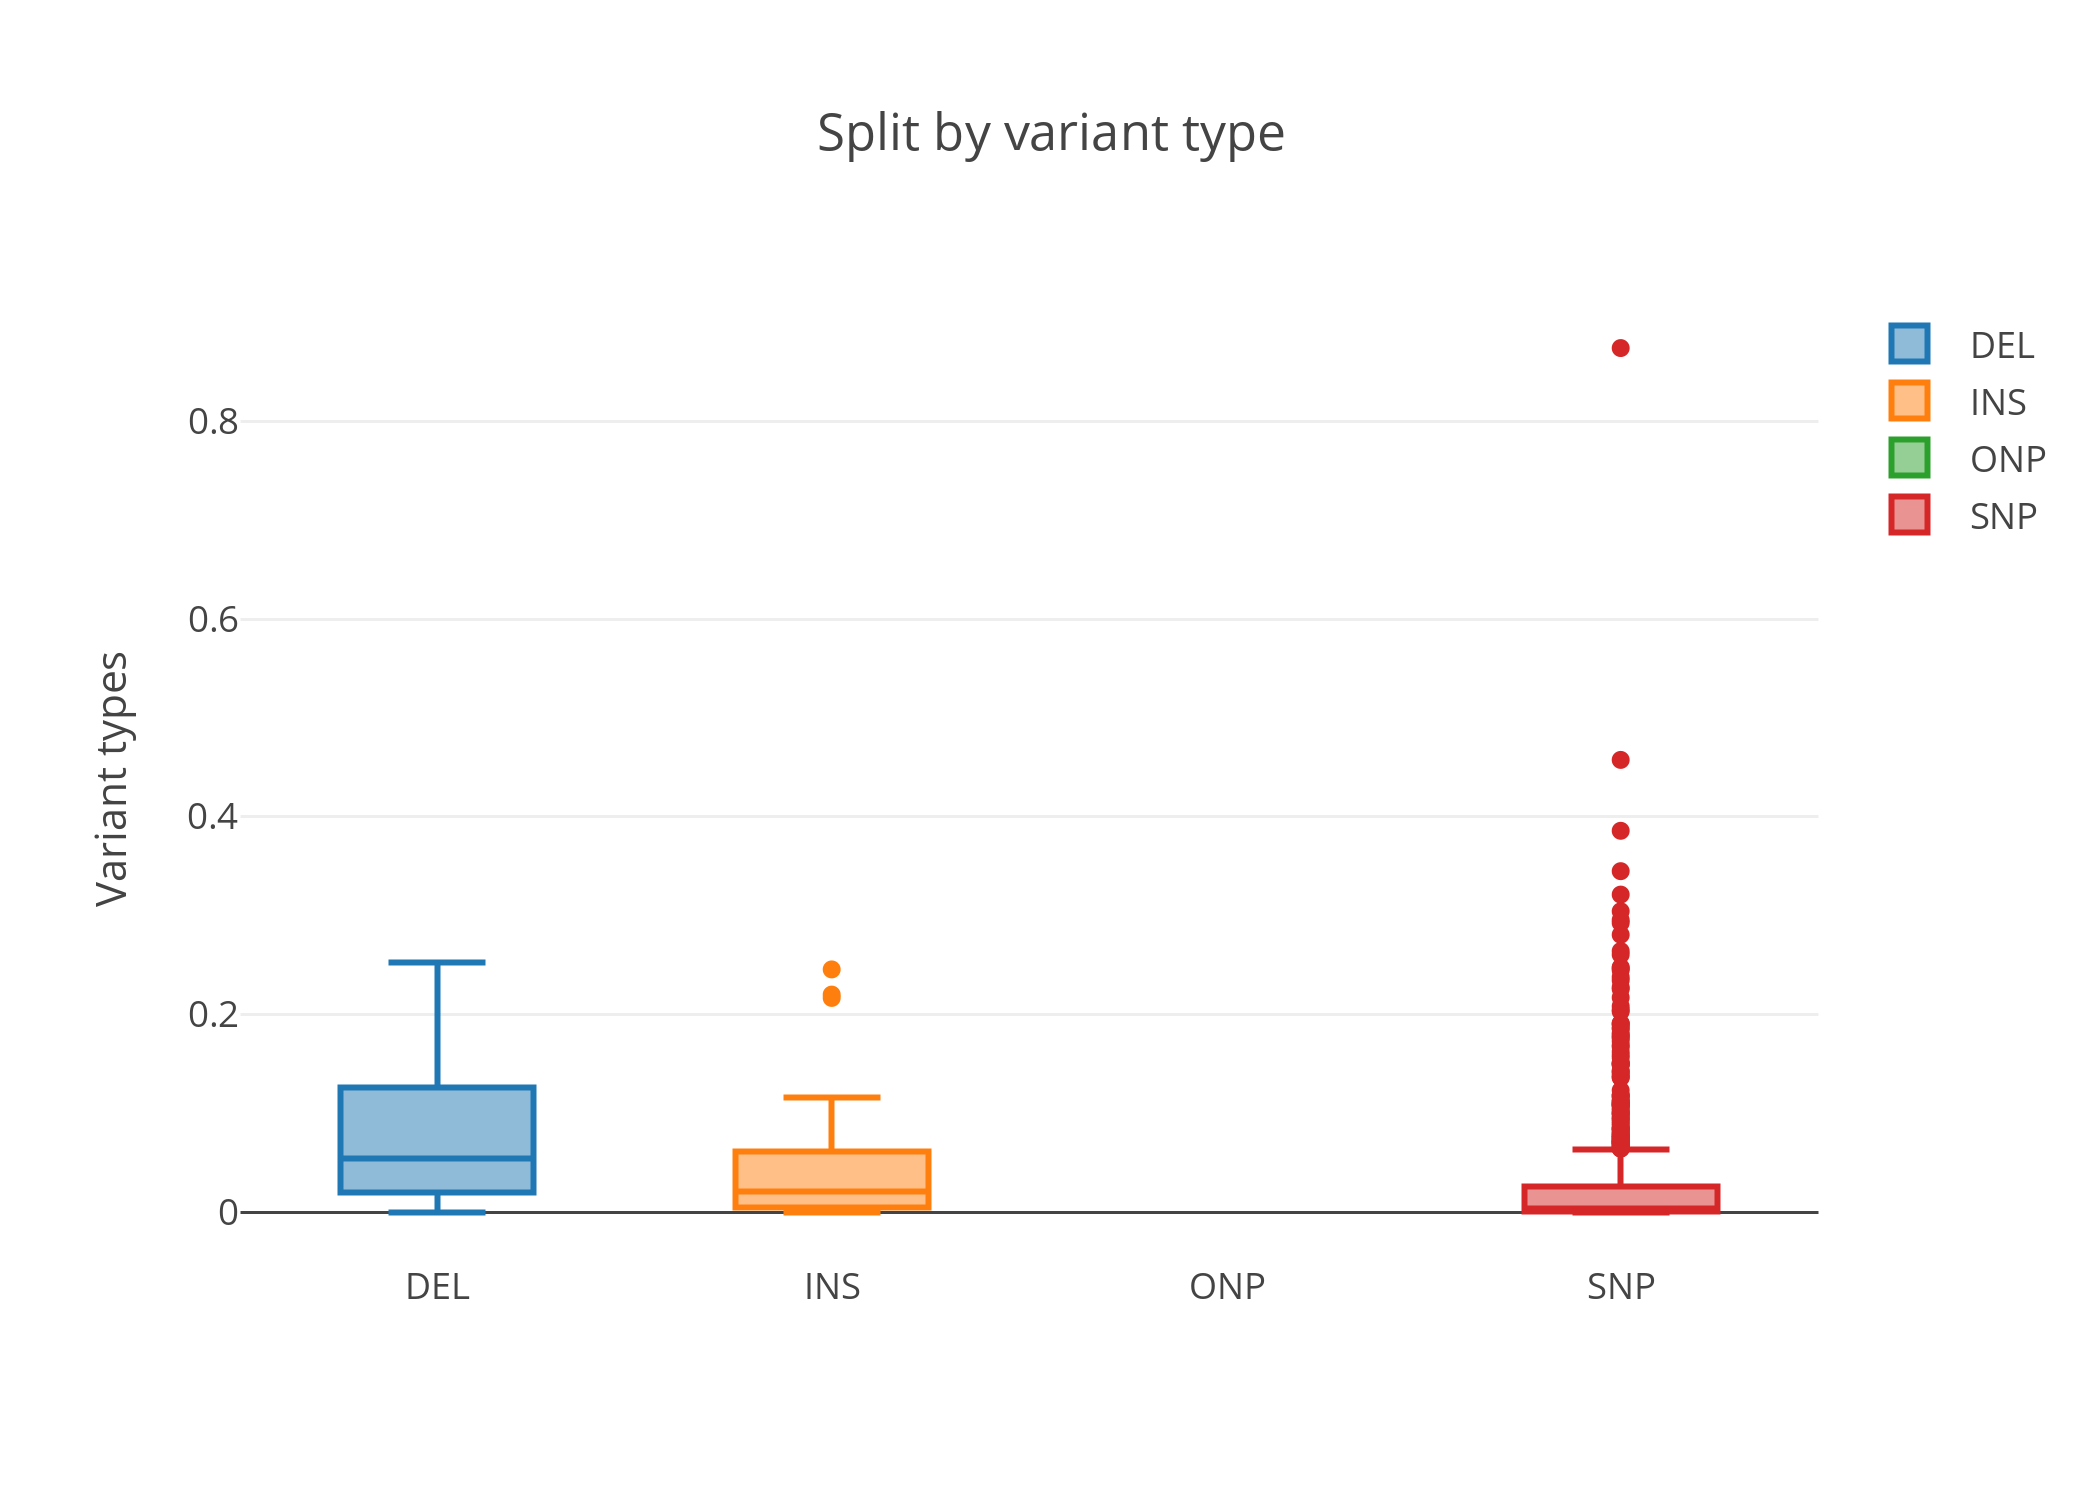 Split by variant type
DEL
INS
ONP
SNP
Variant types
0.8
0.6
0.4
0.2
0
DEL
INS
ONP
SNP